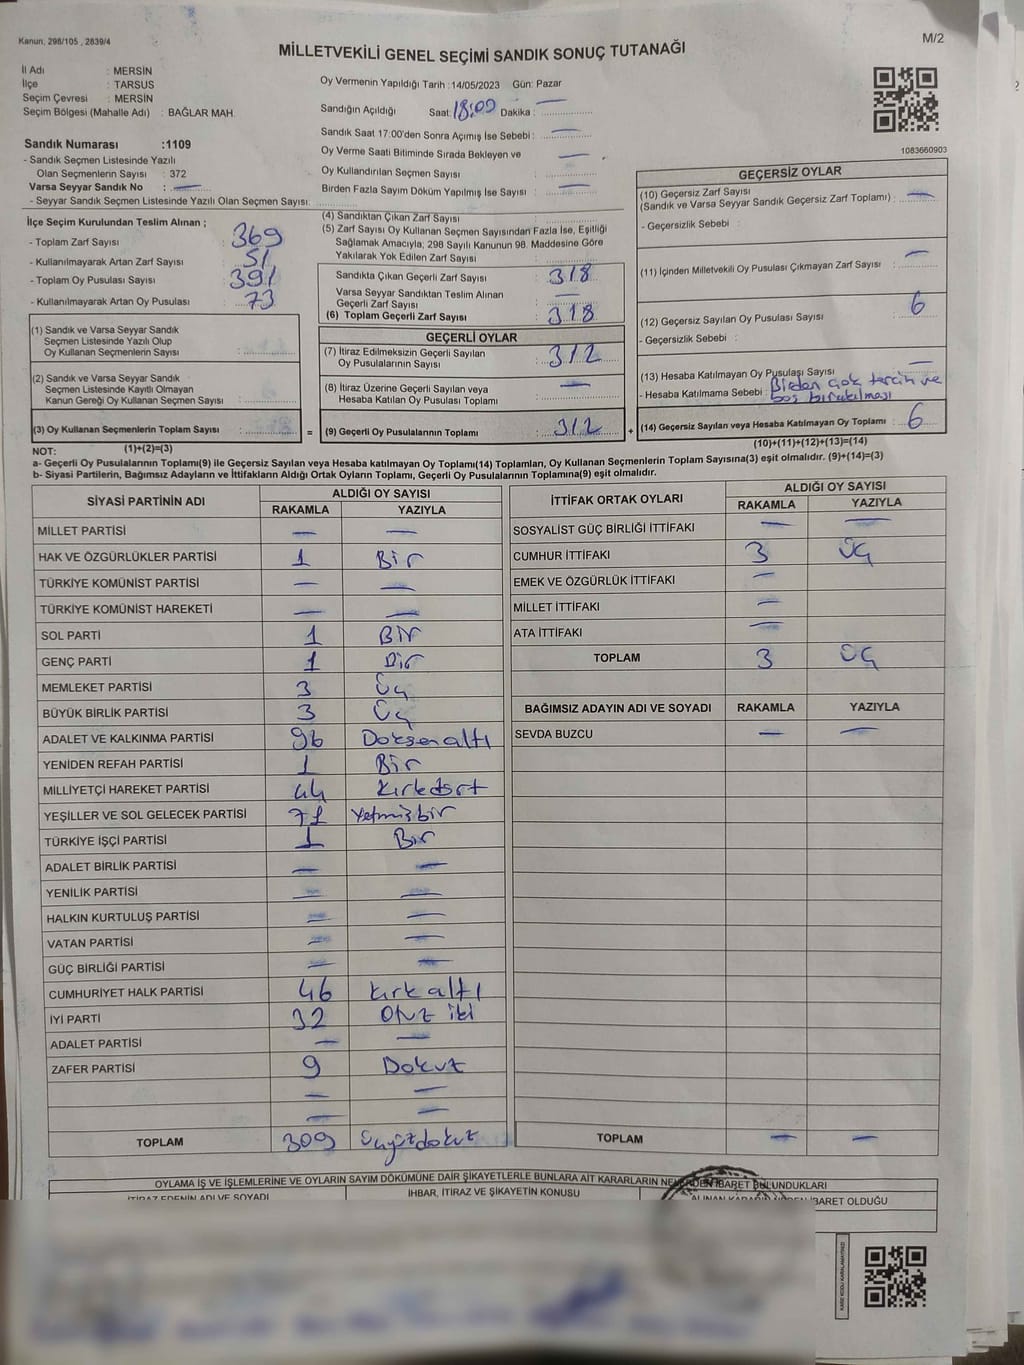 Kanun, 298/105 , 2839/4
M/2
MİLLETVEKİLİ GENEL SEÇİMİ SANDIK SONUÇ TUTANAĞI
İl Adı : MERSİN
İlçe : TARSUS
Seçim Çevresi : MERSİN
Seçim Bölgesi (Mahalle Adı) : BAĞLAR MAH.
Sandık Numarası :1109
- Sandık Seçmen Listesinde Yazılı
Olan Seçmenlerin Sayısı : 372
Varsa Seyyar Sandık No : —
- Seyyar Sandık Seçmen Listesinde Yazılı Olan Seçmen Sayısı:
Oy Vermenin Yapıldığı Tarih :14/05/2023 Gün: Pazar
Sandığın Açıldığı Saat: 18:00 Dakika : —
Sandık Saat 17:00'den Sonra Açımış İse Sebebi : —
Oy Verme Saati Bitiminde Sırada Bekleyen ve
Oy Kullandırılan Seçmen Sayısı : —
Birden Fazla Sayım Döküm Yapılmış İse Sayısı : —
1083660903
İlçe Seçim Kurulundan Teslim Alınan ;
- Toplam Zarf Sayısı : 369
- Kullanılmayarak Artan Zarf Sayısı : 51
- Toplam Oy Pusulası Sayısı : 391
- Kullanılmayarak Artan Oy Pusulası : 73
(1) Sandık ve Varsa Seyyar Sandık
Seçmen Listesinde Yazılı Olup
Oy Kullanan Seçmenlerin Sayısı :
(2) Sandık ve Varsa Seyyar Sandık
Seçmen Listesinde Kayıtlı Olmayan
Kanun Gereği Oy Kullanan Seçmen Sayısı :
(3) Oy Kullanan Seçmenlerin Toplam Sayısı :
(1)+(2)=(3)
(4) Sandıktan Çıkan Zarf Sayısı :
(5) Zarf Sayısı Oy Kullanan Seçmen Sayısından Fazla İse, Eşitliği
Sağlamak Amacıyla; 298 Sayılı Kanunun 98. Maddesine Göre
Yakılarak Yok Edilen Zarf Sayısı :
Sandıkta Çıkan Geçerli Zarf Sayısı : 318
Varsa Seyyar Sandıktan Teslim Alınan
Geçerli Zarf Sayısı : —
(6) Toplam Geçerli Zarf Sayısı : 318
GEÇERLİ OYLAR
(7) İtiraz Edilmeksizin Geçerli Sayılan
Oy Pusulalarının Sayısı : 312
(8) İtiraz Üzerine Geçerli Sayılan veya
Hesaba Katılan Oy Pusulası Toplamı : —
= (9) Geçerli Oy Pusulalarının Toplamı : 312 +
GEÇERSİZ OYLAR
(10) Geçersiz Zarf Sayısı
(Sandık ve Varsa Seyyar Sandık Geçersiz Zarf Toplamı) : —
- Geçersizlik Sebebi :
(11) İçinden Milletvekili Oy Pusulası Çıkmayan Zarf Sayısı : —
(12) Geçersiz Sayılan Oy Pusulası Sayısı : 6
- Geçersizlik Sebebi :
(13) Hesaba Katılmayan Oy Pusulaşı Sayısı : —
- Hesaba Katılmama Sebebi : Birden çok tercih ve
boş bırakılması
(14) Geçersiz Sayılan veya Hesaba Katılmayan Oy Toplamı : 6
(10)+(11)+(12)+(13)=(14)
NOT:
a- Geçerli Oy Pusulalarının Toplamı(9) ile Geçersiz Sayılan veya Hesaba katılmayan Oy Toplamı(14) Toplamları, Oy Kullanan Seçmenlerin Toplam Sayısına(3) eşit olmalıdır. (9)+(14)=(3)
b- Siyasi Partilerin, Bağımsız Adayların ve İttifakların Aldığı Ortak Oyların Toplamı, Geçerli Oy Pusulalarının Toplamına(9) eşit olmalıdır.
SİYASİ PARTİNİN ADI ALDIĞI OY SAYISI
RAKAMLA YAZIYLA
MİLLET PARTİSİ — —
HAK VE ÖZGÜRLÜKLER PARTİSİ 1 Bir
TÜRKİYE KOMÜNİST PARTİSİ — —
TÜRKİYE KOMÜNİST HAREKETİ — —
SOL PARTİ 1 Bir
GENÇ PARTİ 1 Bir
MEMLEKET PARTİSİ 3 Üç
BÜYÜK BİRLİK PARTİSİ 3 Üç
ADALET VE KALKINMA PARTİSİ 96 Doksanaltı
YENİDEN REFAH PARTİSİ 1 Bir
MİLLİYETÇİ HAREKET PARTİSİ 44 Kırkdört
YEŞİLLER VE SOL GELECEK PARTİSİ 71 Yetmişbir
TÜRKİYE İŞÇİ PARTİSİ 1 Bir
ADALET BİRLİK PARTİSİ — —
YENİLİK PARTİSİ — —
HALKIN KURTULUŞ PARTİSİ — —
VATAN PARTİSİ — —
GÜÇ BİRLİĞİ PARTİSİ — —
CUMHURİYET HALK PARTİSİ 46 Kırkaltı
İYİ PARTİ 32 Otuz iki
ADALET PARTİSİ — —
ZAFER PARTİSİ 9 Dokuz
— —
— —
TOPLAM 309 Üçyüzdokuz
İTTİFAK ORTAK OYLARI ALDIĞI OY SAYISI
RAKAMLA YAZIYLA
SOSYALİST GÜÇ BİRLİĞİ İTTİFAKI — —
CUMHUR İTTİFAKI 3 Üç
EMEK VE ÖZGÜRLÜK İTTİFAKI —
MİLLET İTTİFAKI —
ATA İTTİFAKI —
TOPLAM 3 Üç
BAĞIMSIZ ADAYIN ADI VE SOYADI RAKAMLA YAZIYLA
SEVDA BUZCU — —
TOPLAM — —
OYLAMA İŞ VE İŞLEMLERİNE VE OYLARIN SAYIM DÖKÜMÜNE DAİR ŞİKAYETLERLE BUNLARA AİT KARARLARIN NEDEN İBARET BULUNDUKLARI
İTİRAZ EDENİN ADI VE SOYADI İHBAR, İTİRAZ VE ŞİKAYETİN KONUSU ALINAN KARARIN NEDEN İBARET OLDUĞU